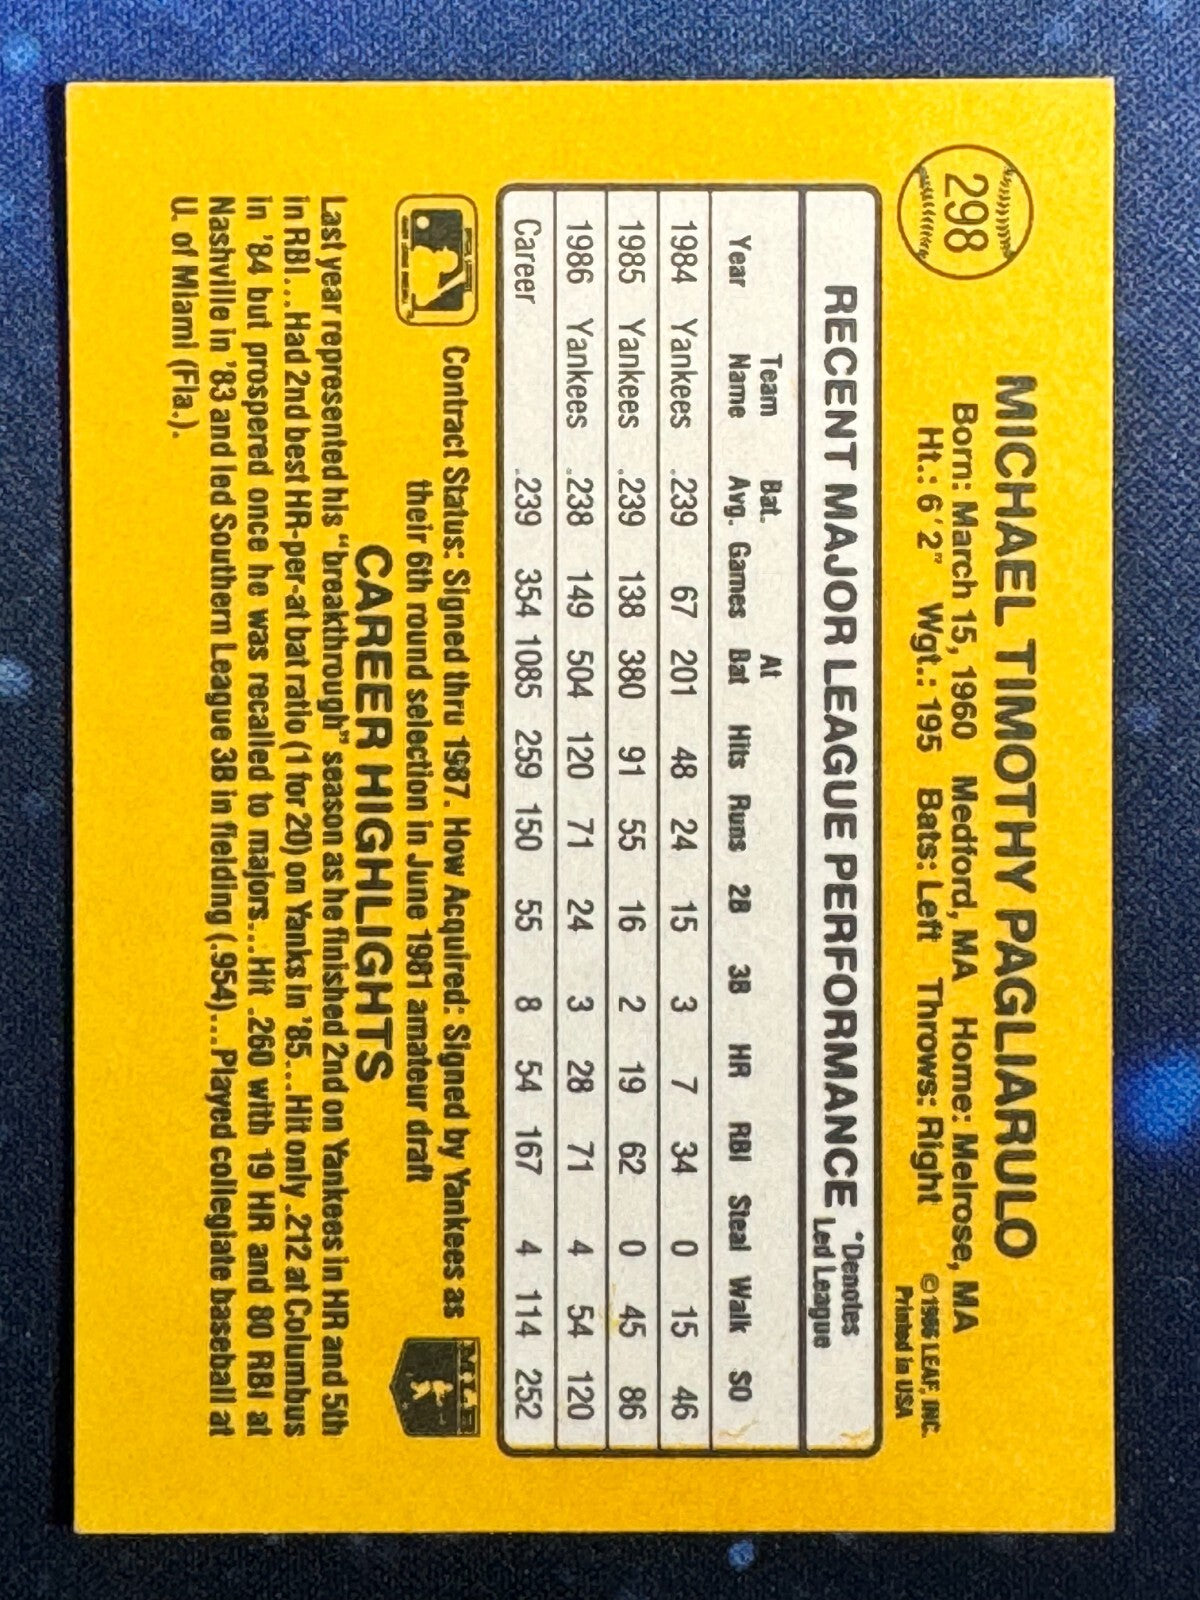 298
MICHAEL TIMOTHY PAGLIARULO
Born: March 15, 1960 Medford, MA Home: Melrose, MA
Ht.: 6'2" Wgt.: 195 Bats: Left Throws: Right
© 1986 LEAF, INC.
Printed in USA
RECENT MAJOR LEAGUE PERFORMANCE
*Denotes
Led League
Team Bat. At
Year Name Avg. Games Bat Hits Runs 2B 3B HR RBI Steal Walk SO
1984 Yankees .239 67 201 48 24 15 3 7 34 0 15 46
1985 Yankees .239 138 380 91 55 16 2 19 62 0 45 86
1986 Yankees .238 149 504 120 71 24 3 28 71 4 54 120
Career .239 354 1085 259 150 55 8 54 167 4 114 252
Contract Status: Signed thru 1987. How Acquired: Signed by Yankees as
their 6th round selection in June 1981 amateur draft
CAREER HIGHLIGHTS
Last year represented his "breakthrough" season as he finished 2nd on Yankees in HR and 5th
in RBI...Had 2nd best HR-per-at bat ratio (1 for 20) on Yanks in '85...Hit only .212 at Columbus
in '84 but prospered once he was recalled to majors...Hit .260 with 19 HR and 80 RBI at
Nashville in '83 and led Southern League 3B in fielding (.954)...Played collegiate baseball at
U. of Miami (Fla.).